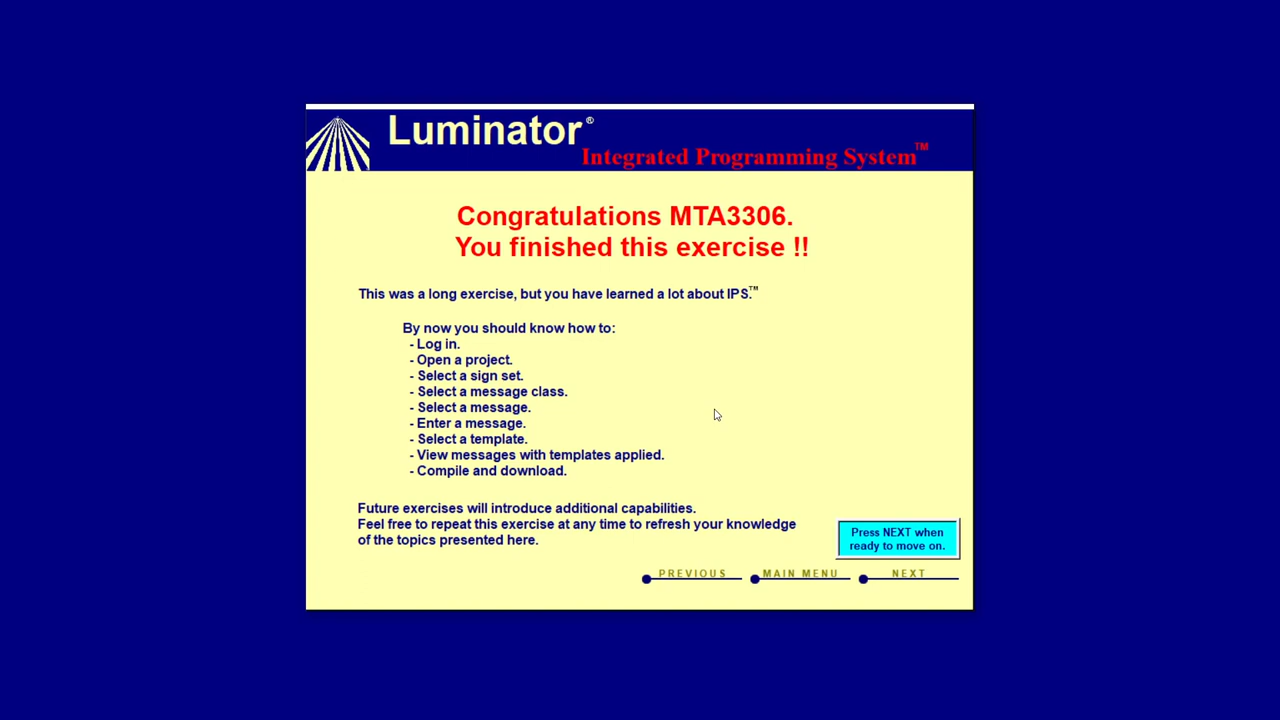 Luminator®
Integrated Programming System™
Congratulations MTA3306.
You finished this exercise !!
This was a long exercise, but you have learned a lot about IPS.™
By now you should know how to:
- Log in.
- Open a project.
- Select a sign set.
- Select a message class.
- Select a message.
- Enter a message.
- Select a template.
- View messages with templates applied.
- Compile and download.
Future exercises will introduce additional capabilities.
Feel free to repeat this exercise at any time to refresh your knowledge
of the topics presented here.
Press NEXT when
ready to move on.
PREVIOUS MAIN MENU NEXT